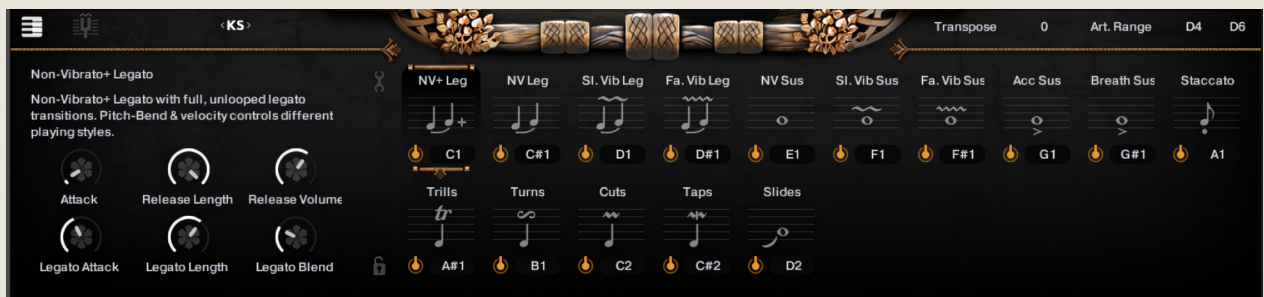 ‹KS›
Transpose 0 Art. Range D4 D6
Non-Vibrato+ Legato
Non-Vibrato+ Legato with full, unlooped legato
transitions. Pitch-Bend & velocity controls different
playing styles.
Attack Release Length Release Volume
Legato Attack Legato Length Legato Blend
NV+ Leg NV Leg Sl. Vib Leg Fa. Vib Leg NV Sus Sl. Vib Sus Fa. Vib Sus Acc Sus Breath Sus Staccato
C1 C#1 D1 D#1 E1 F1 F#1 G1 G#1 A1
Trills Turns Cuts Taps Slides
tr
A#1 B1 C2 C#2 D2